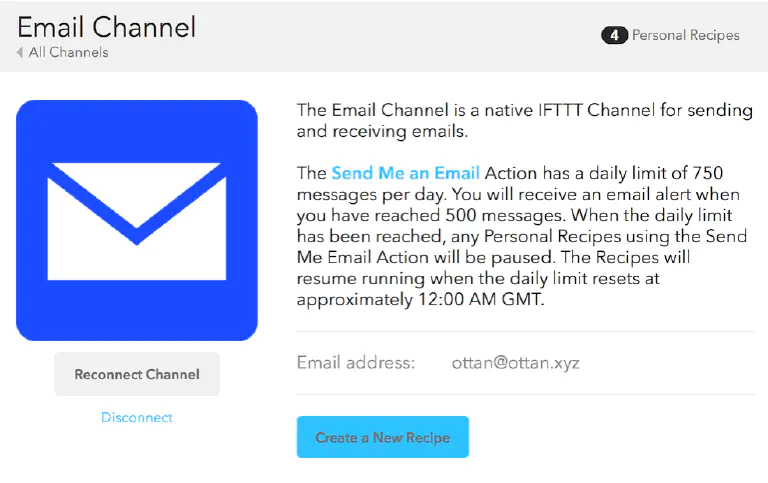 Email Channel
All Channels
4 Personal Recipes
The Email Channel is a native IFTTT Channel for sending
and receiving emails.
The Send Me an Email Action has a daily limit of 750
messages per day. You will receive an email alert when
you have reached 500 messages. When the daily limit
has been reached, any Personal Recipes using the Send
Me Email Action will be paused. The Recipes will
resume running when the daily limit resets at
approximately 12:00 AM GMT.
Reconnect Channel
Disconnect
Email address: ottan@ottan.xyz
Create a New Recipe